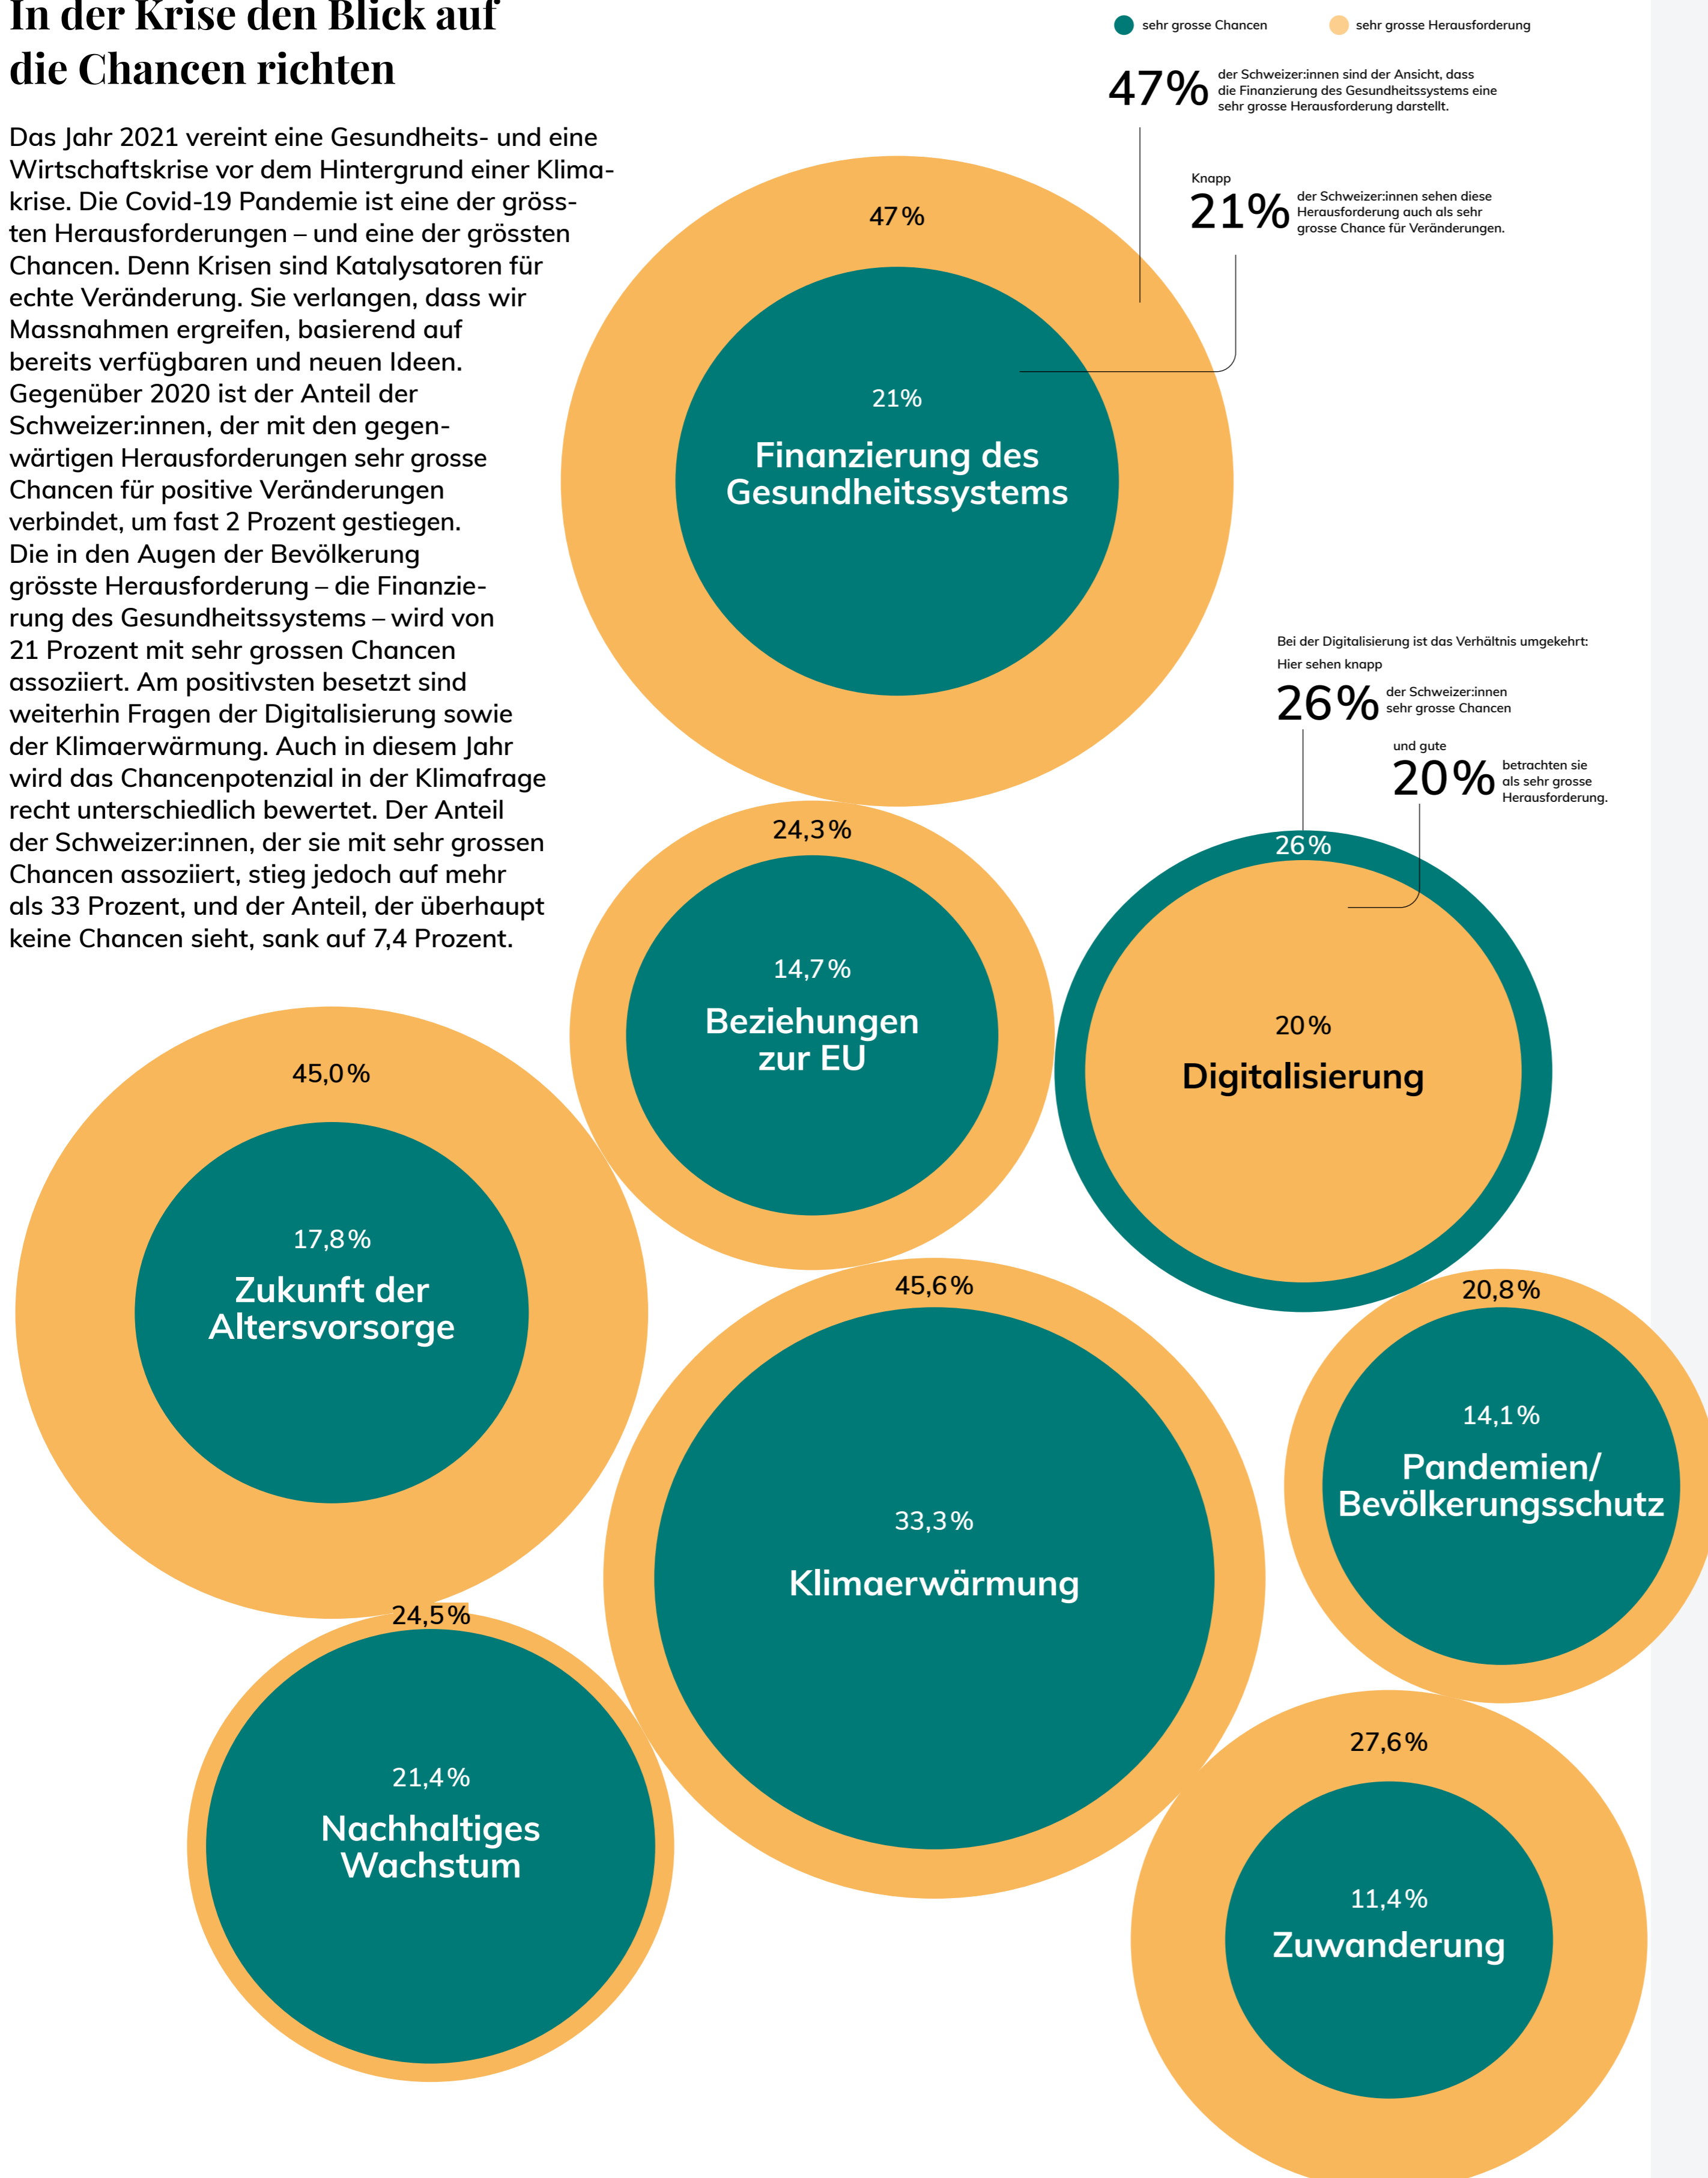 In der Krise den Blick auf
die Chancen richten
Das Jahr 2021 vereint eine Gesundheits- und eine
Wirtschaftskrise vor dem Hintergrund einer Klima-
krise. Die Covid-19 Pandemie ist eine der gröss-
ten Herausforderungen – und eine der grössten
Chancen. Denn Krisen sind Katalysatoren für
echte Veränderung. Sie verlangen, dass wir
Massnahmen ergreifen, basierend auf
bereits verfügbaren und neuen Ideen.
Gegenüber 2020 ist der Anteil der
Schweizer:innen, der mit den gegen-
wärtigen Herausforderungen sehr grosse
Chancen für positive Veränderungen
verbindet, um fast 2 Prozent gestiegen.
Die in den Augen der Bevölkerung
grösste Herausforderung – die Finanzie-
rung des Gesundheitssystems – wird von
21 Prozent mit sehr grossen Chancen
assoziiert. Am positivsten besetzt sind
weiterhin Fragen der Digitalisierung sowie
der Klimaerwärmung. Auch in diesem Jahr
wird das Chancenpotenzial in der Klimafrage
recht unterschiedlich bewertet. Der Anteil
der Schweizer:innen, der sie mit sehr grossen
Chancen assoziiert, stieg jedoch auf mehr
als 33 Prozent, und der Anteil, der überhaupt
keine Chancen sieht, sank auf 7,4 Prozent.
sehr grosse Chancen
sehr grosse Herausforderung
47%
der Schweizer:innen sind der Ansicht, dass
die Finanzierung des Gesundheitssystems eine
sehr grosse Herausforderung darstellt.
Knapp
21%
der Schweizer:innen sehen diese
Herausforderung auch als sehr
grosse Chance für Veränderungen.
47%
21%
Finanzierung des
Gesundheitssystems
Bei der Digitalisierung ist das Verhältnis umgekehrt:
Hier sehen knapp
26%
der Schweizer:innen
sehr grosse Chancen
und gute
20%
betrachten sie
als sehr grosse
Herausforderung.
24,3%
14,7%
Beziehungen
zur EU
26%
20%
Digitalisierung
45,0%
17,8%
Zukunft der
Altersvorsorge
45,6%
33,3%
Klimaerwärmung
20,8%
14,1%
Pandemien/
Bevölkerungsschutz
24,5%
21,4%
Nachhaltiges
Wachstum
27,6%
11,4%
Zuwanderung